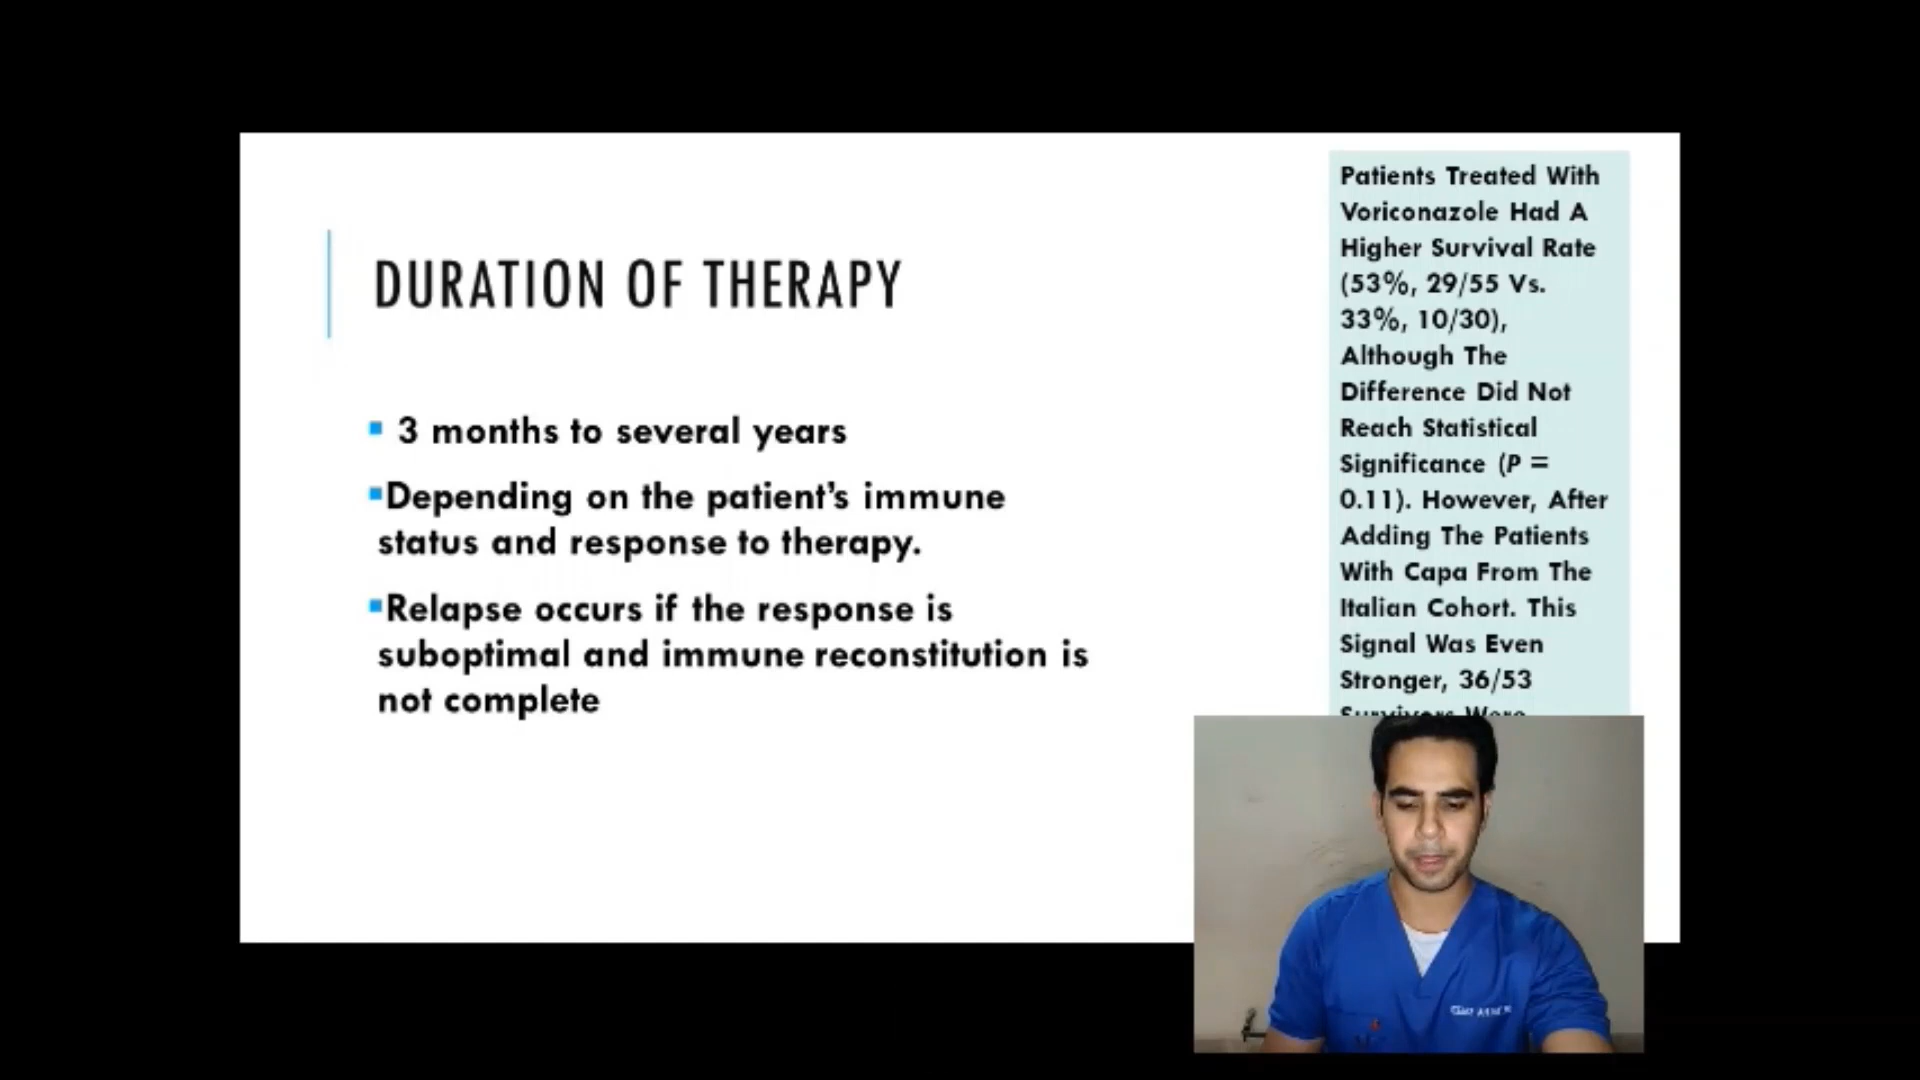 DURATION OF THERAPY
3 months to several years
Depending on the patient's immune
status and response to therapy.
Relapse occurs if the response is
suboptimal and immune reconstitution is
not complete
Patients Treated With
Voriconazole Had A
Higher Survival Rate
(53%, 29/55 Vs.
33%, 10/30),
Although The
Difference Did Not
Reach Statistical
Significance (P =
0.11). However, After
Adding The Patients
With Capa From The
Italian Cohort. This
Signal Was Even
Stronger, 36/53
Survivors Were